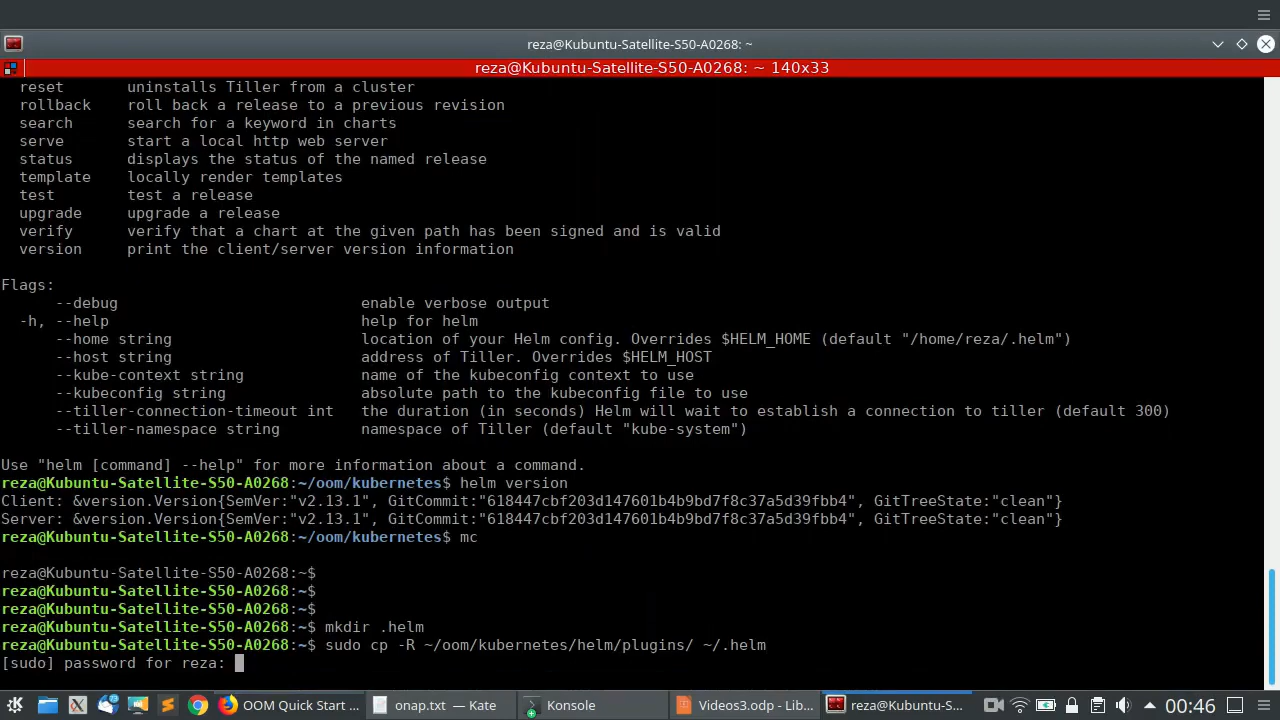 reza@Kubuntu-Satellite-S50-A0268: ~
reza@Kubuntu-Satellite-S50-A0268: ~ 140x33
reset uninstalls Tiller from a cluster
rollback roll back a release to a previous revision
search search for a keyword in charts
serve start a local http web server
status displays the status of the named release
template locally render templates
test test a release
upgrade upgrade a release
verify verify that a chart at the given path has been signed and is valid
version print the client/server version information
Flags:
--debug enable verbose output
-h, --help help for helm
--home string location of your Helm config. Overrides $HELM_HOME (default "/home/reza/.helm")
--host string address of Tiller. Overrides $HELM_HOST
--kube-context string name of the kubeconfig context to use
--kubeconfig string absolute path to the kubeconfig file to use
--tiller-connection-timeout int the duration (in seconds) Helm will wait to establish a connection to tiller (default 300)
--tiller-namespace string namespace of Tiller (default "kube-system")
Use "helm [command] --help" for more information about a command.
reza@Kubuntu-Satellite-S50-A0268:~/oom/kubernetes$ helm version
Client: &version.Version{SemVer:"v2.13.1", GitCommit:"618447cbf203d147601b4b9bd7f8c37a5d39fbb4", GitTreeState:"clean"}
Server: &version.Version{SemVer:"v2.13.1", GitCommit:"618447cbf203d147601b4b9bd7f8c37a5d39fbb4", GitTreeState:"clean"}
reza@Kubuntu-Satellite-S50-A0268:~/oom/kubernetes$ mc
reza@Kubuntu-Satellite-S50-A0268:~$
reza@Kubuntu-Satellite-S50-A0268:~$
reza@Kubuntu-Satellite-S50-A0268:~$
reza@Kubuntu-Satellite-S50-A0268:~$ mkdir .helm
reza@Kubuntu-Satellite-S50-A0268:~$ sudo cp -R ~/oom/kubernetes/helm/plugins/ ~/.helm
[sudo] password for reza:
OOM Quick Start ... onap.txt — Kate Konsole Videos3.odp - Lib... reza@Kubuntu-S... 00:46